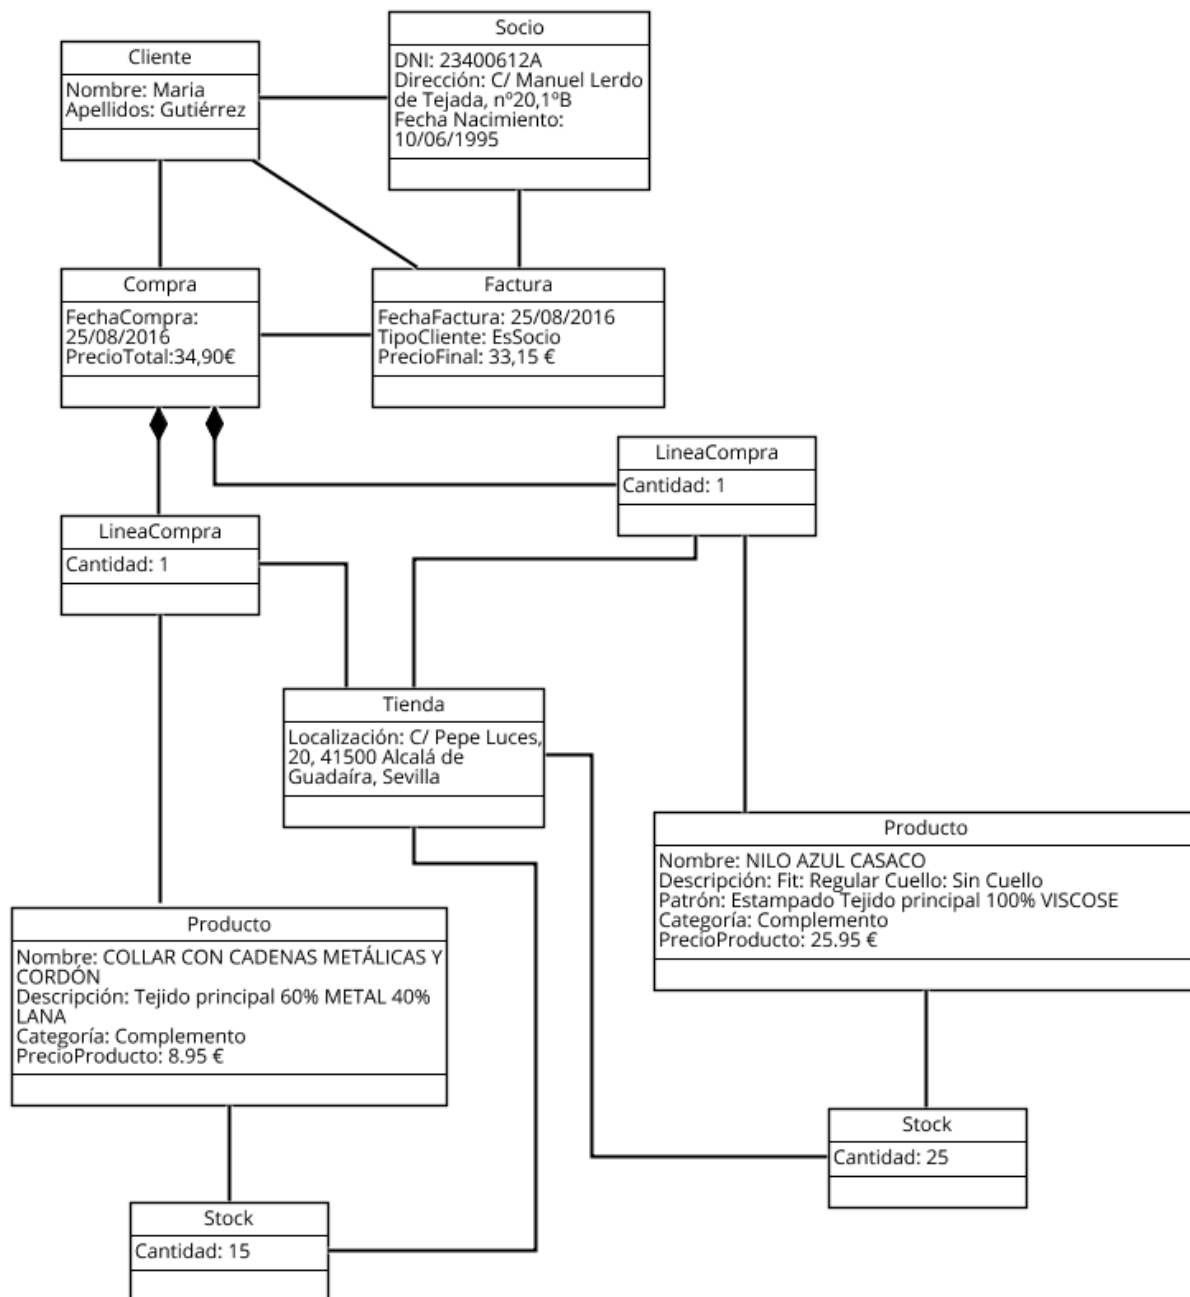 Cliente
Nombre: Maria
Apellidos: Gutiérrez
Socio
DNI: 23400612A
Dirección: C/ Manuel Lerdo
de Tejada, nº20,1ºB
Fecha Nacimiento:
10/06/1995
Compra
FechaCompra:
25/08/2016
PrecioTotal:34,90€
Factura
FechaFactura: 25/08/2016
TipoCliente: EsSocio
PrecioFinal: 33,15 €
LineaCompra
Cantidad: 1
LineaCompra
Cantidad: 1
Tienda
Localización: C/ Pepe Luces,
20, 41500 Alcalá de
Guadaíra, Sevilla
Producto
Nombre: NILO AZUL CASACO
Descripción: Fit: Regular Cuello: Sin Cuello
Patrón: Estampado Tejido principal 100% VISCOSE
Categoría: Complemento
PrecioProducto: 25.95 €
Producto
Nombre: COLLAR CON CADENAS METÁLICAS Y
CORDÓN
Descripción: Tejido principal 60% METAL 40%
LANA
Categoría: Complemento
PrecioProducto: 8.95 €
Stock
Cantidad: 25
Stock
Cantidad: 15